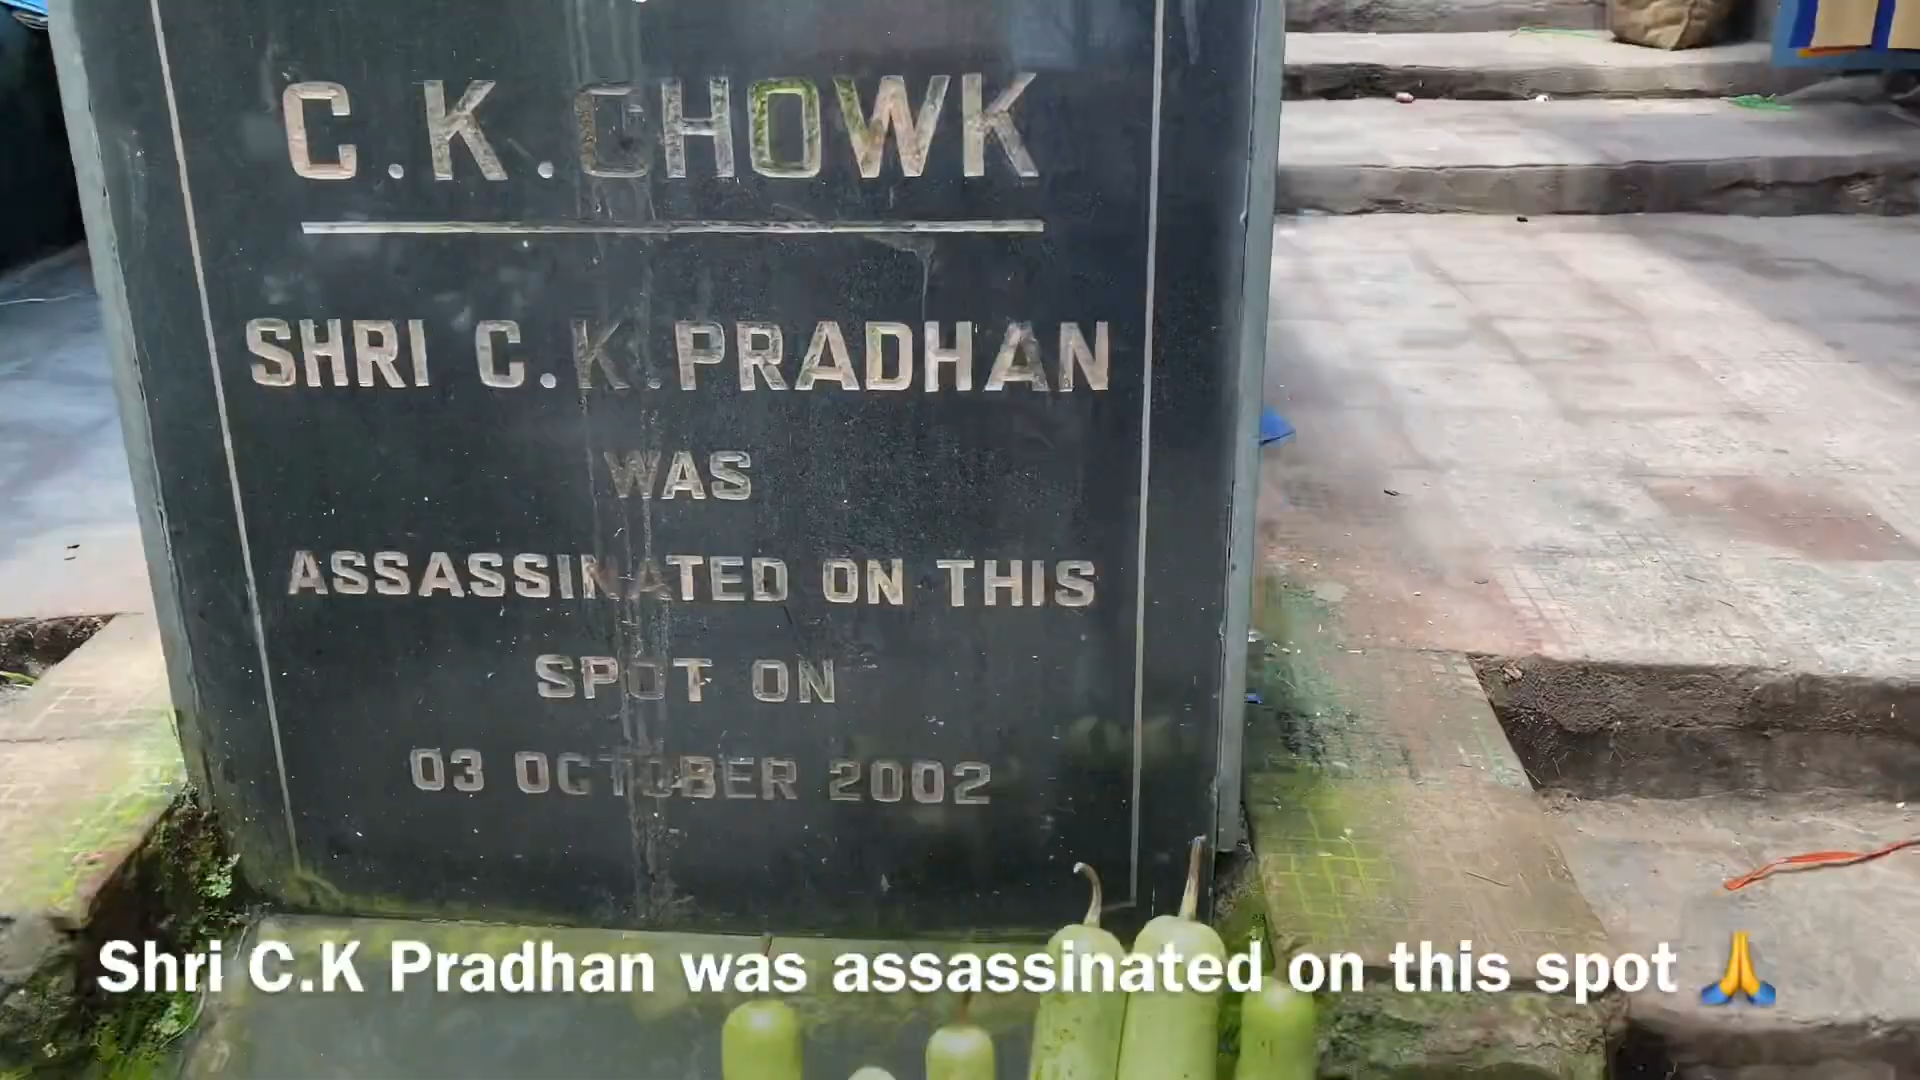 C.K.CHOWK
SHRI C.K.PRADHAN
WAS
ASSASSINATED ON THIS
SPOT ON
03 OCTOBER 2002
Shri C.K Pradhan was assassinated on this spot 🙏